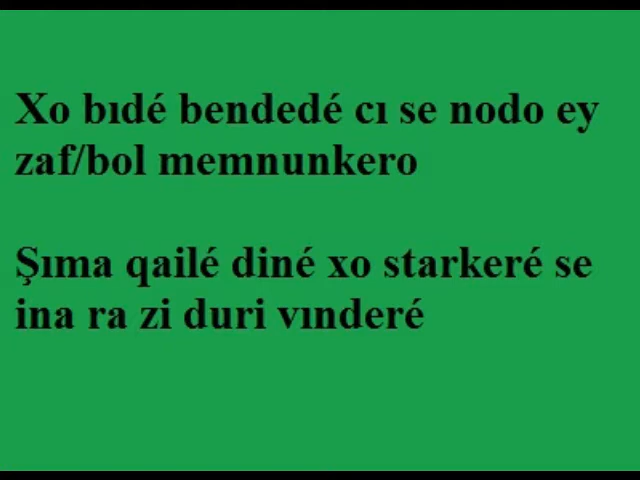 Xo bıdé bendedé cı se nodo ey
zaf/bol memnunkero
Şıma qailé diné xo starkeré se
ina ra zi duri vınderé